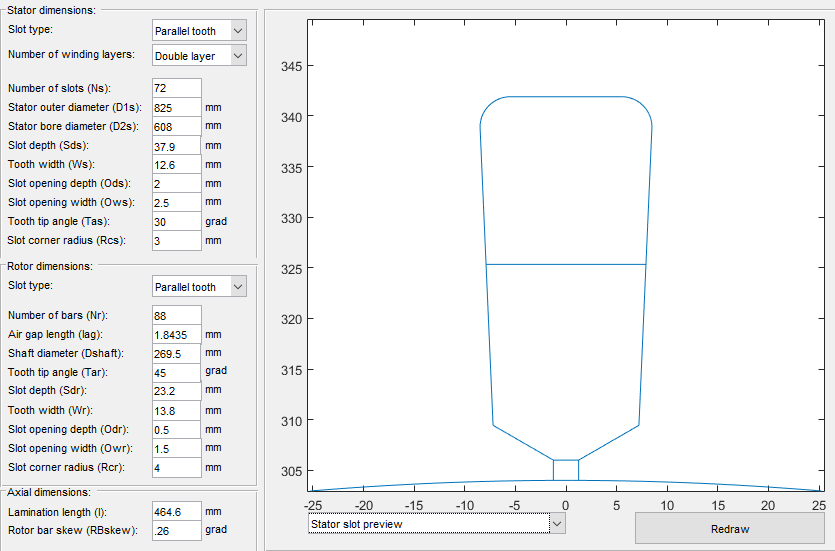 Stator dimensions:
Slot type: Parallel tooth
Number of winding layers: Double layer
Number of slots (Ns): 72
Stator outer diameter (D1s): 825 mm
Stator bore diameter (D2s): 608 mm
Slot depth (Sds): 37.9 mm
Tooth width (Ws): 12.6 mm
Slot opening depth (Ods): 2 mm
Slot opening width (Ows): 2.5 mm
Tooth tip angle (Tas): 30 grad
Slot corner radius (Rcs): 3 mm
Rotor dimensions:
Slot type: Parallel tooth
Number of bars (Nr): 88
Air gap length (lag): 1.8435 mm
Shaft diameter (Dshaft): 269.5 mm
Tooth tip angle (Tar): 45 grad
Slot depth (Sdr): 23.2 mm
Tooth width (Wr): 13.8 mm
Slot opening depth (Odr): 0.5 mm
Slot opening width (Owr): 1.5 mm
Slot corner radius (Rcr): 4 mm
Axial dimensions:
Lamination length (l): 464.6 mm
Rotor bar skew (RBskew): .26 grad
345
340
335
330
325
320
315
310
305
-25 -20 -15 -10 -5 0 5 10 15 20 25
Stator slot preview
Redraw